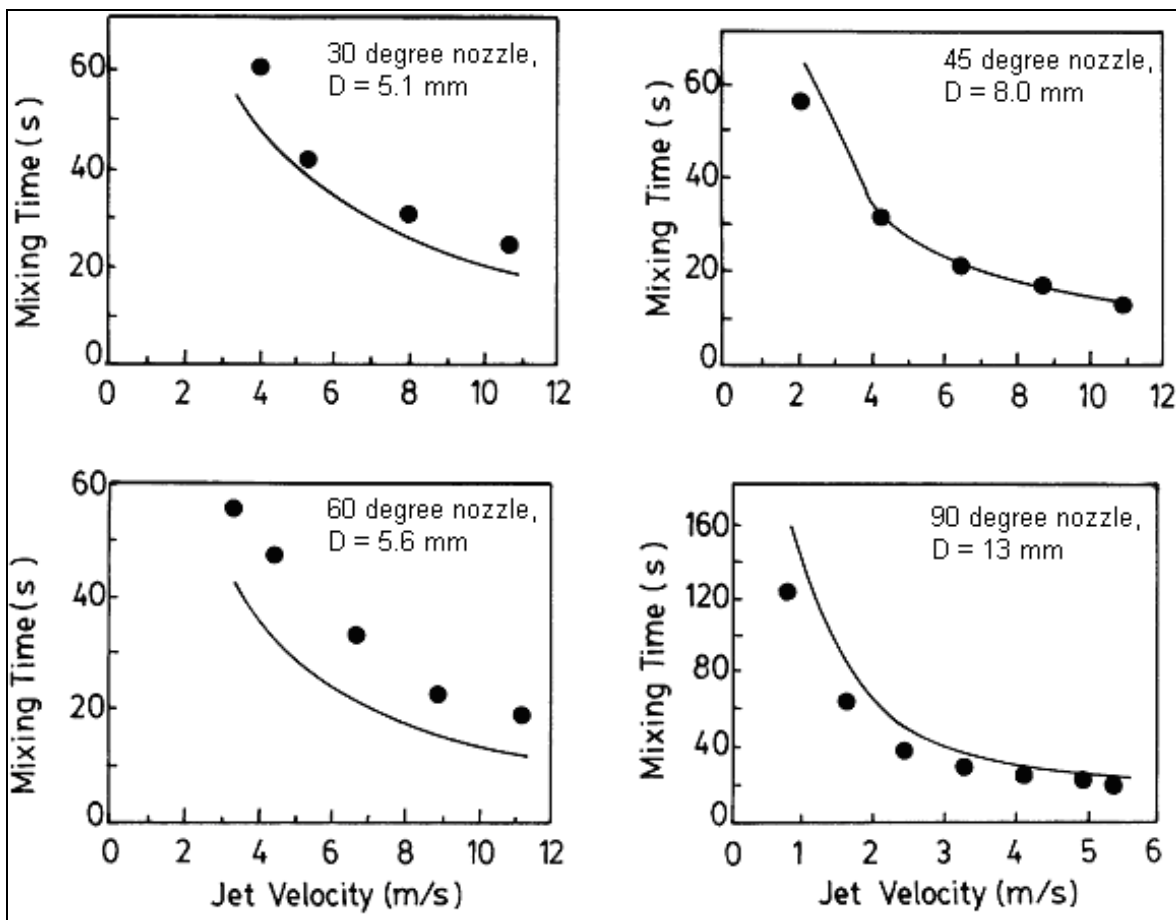 30 degree nozzle,
D = 5.1 mm
Mixing Time (s)
60
40
20
0
0 2 4 6 8 10 12
45 degree nozzle,
D = 8.0 mm
Mixing Time (s)
60
40
20
0
0 2 4 6 8 10 12
60 degree nozzle,
D = 5.6 mm
Mixing Time (s)
60
40
20
0
0 2 4 6 8 10 12
Jet Velocity (m/s)
90 degree nozzle,
D = 13 mm
Mixing Time (s)
160
120
80
40
0
0 1 2 3 4 5 6
Jet Velocity (m/s)